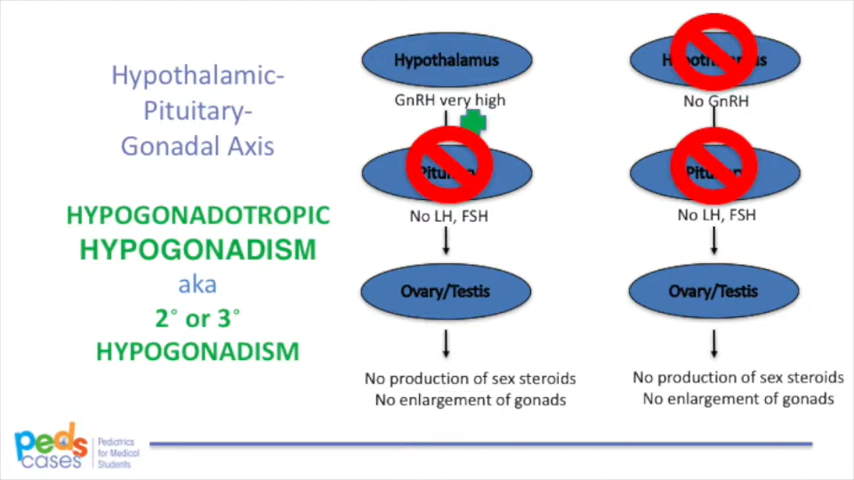 Hypothalamic-
Pituitary-
Gonadal Axis
HYPOGONADOTROPIC
HYPOGONADISM
aka
2° or 3°
HYPOGONADISM
Hypothalamus
GnRH very high
No LH, FSH
Ovary/Testis
No production of sex steroids
No enlargement of gonads
No GnRH
No LH, FSH
Ovary/Testis
No production of sex steroids
No enlargement of gonads
peds
cases
Pediatrics
for Medical
Students